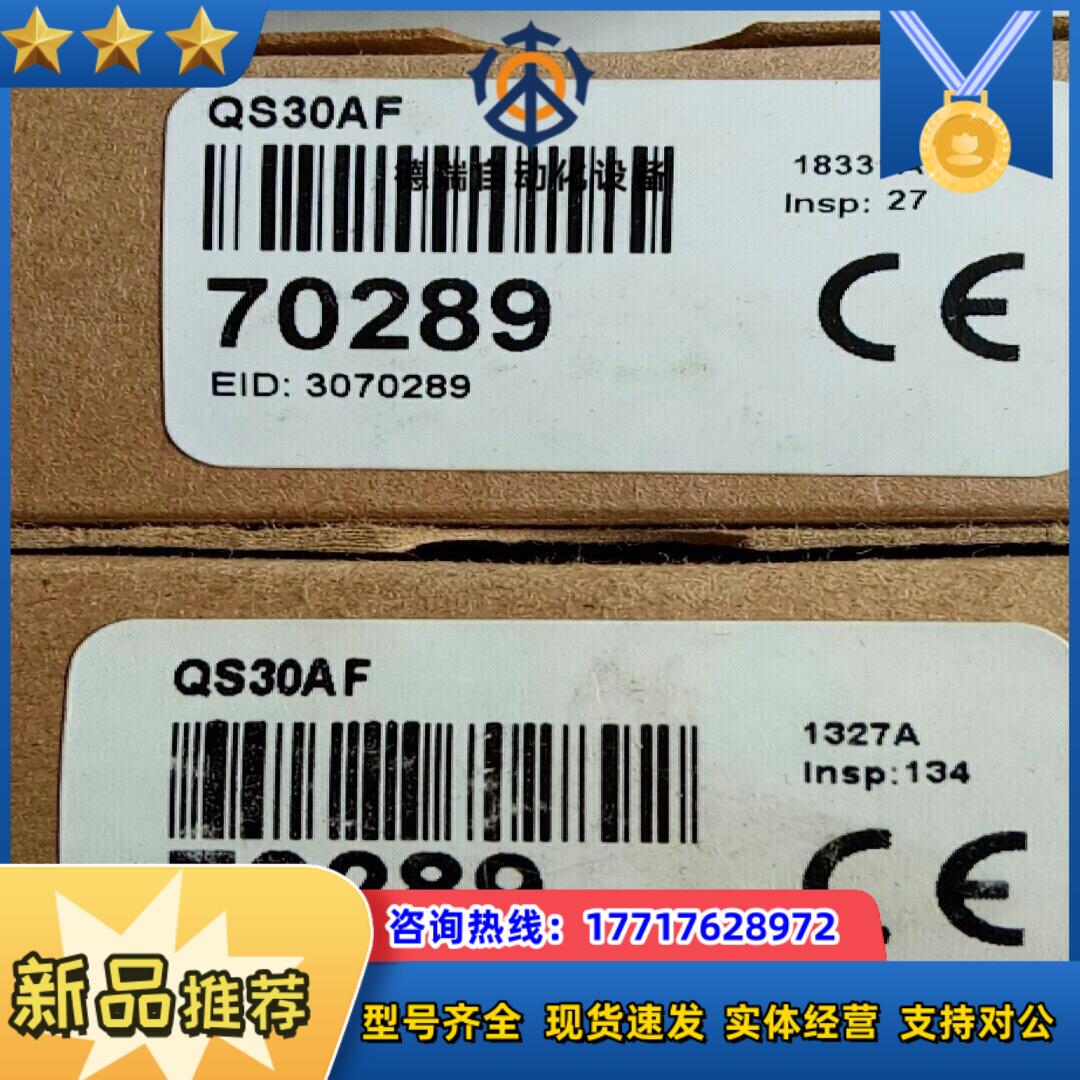 QS30AF
德瑞自动化设备
Insp: 27
70289
EID: 3070289
CE
QS30AF
1327A
Insp:134
CE
咨询热线：17717628972
新品推荐
型号齐全 现货速发 实体经营 支持对公